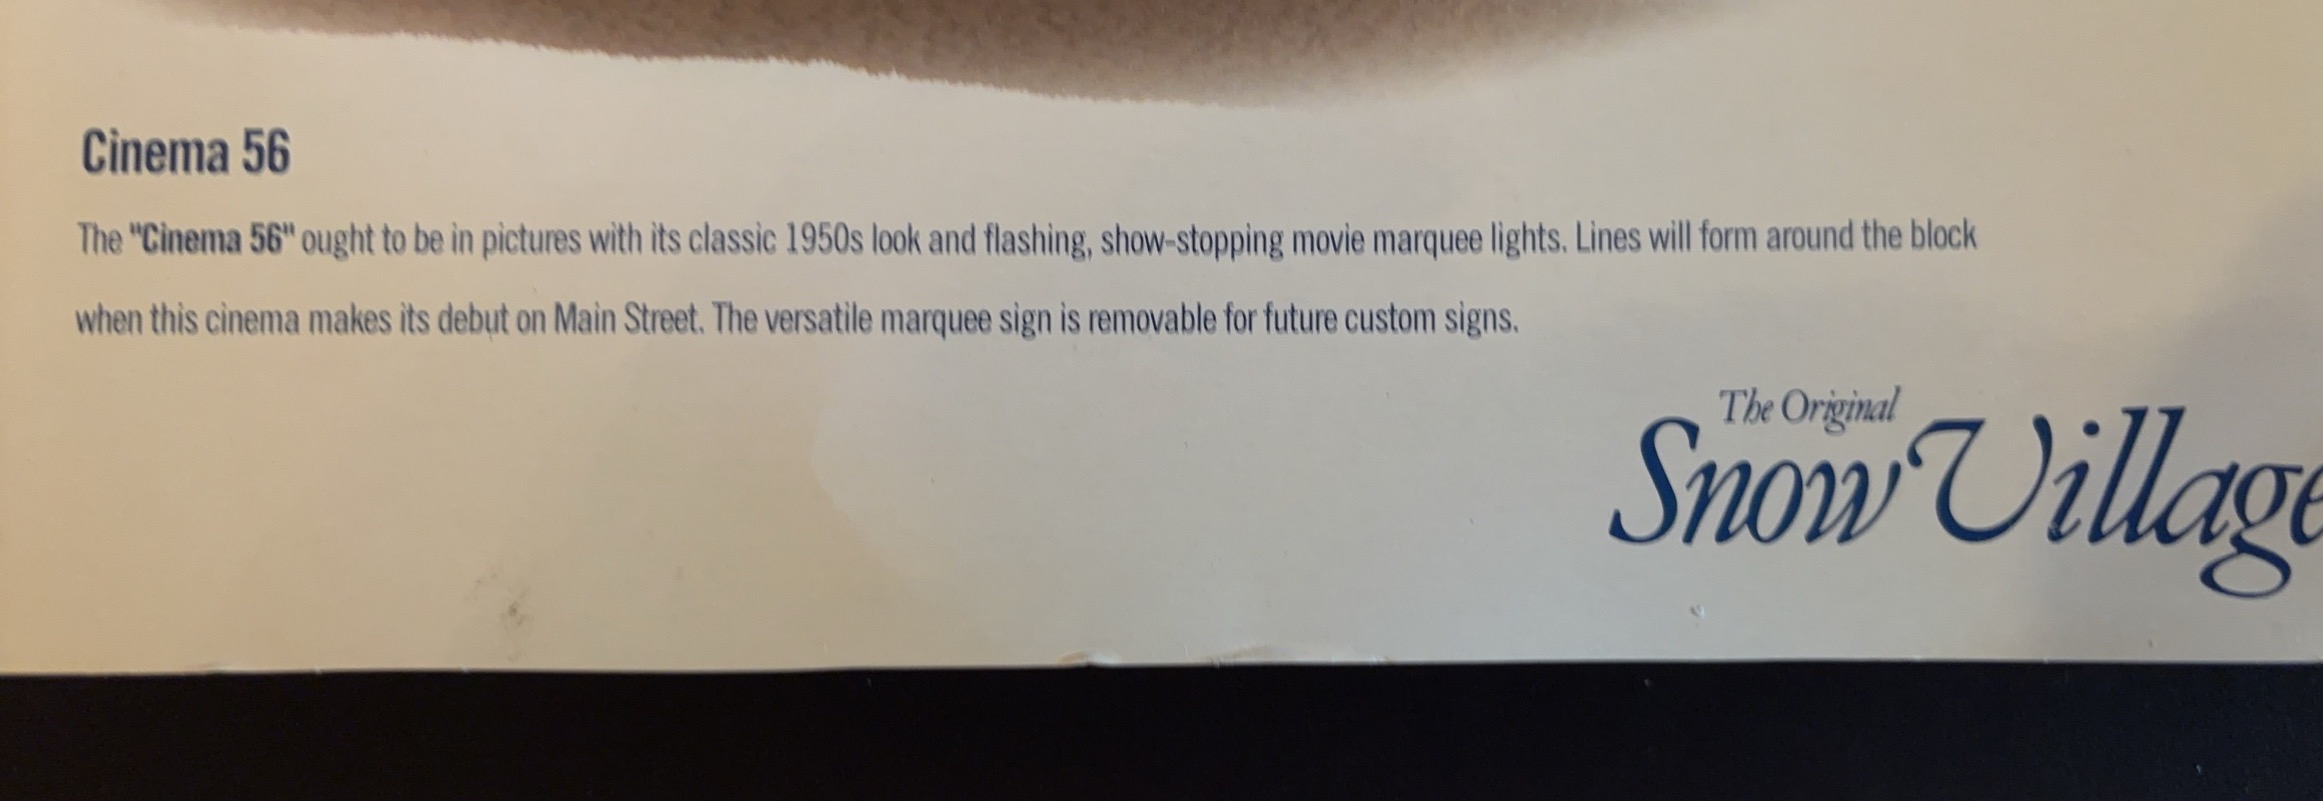 Cinema 56
The "Cinema 56" ought to be in pictures with its classic 1950s look and flashing, show-stopping movie marquee lights. Lines will form around the block
when this cinema makes its debut on Main Street. The versatile marquee sign is removable for future custom signs.
The Original
Snow Village